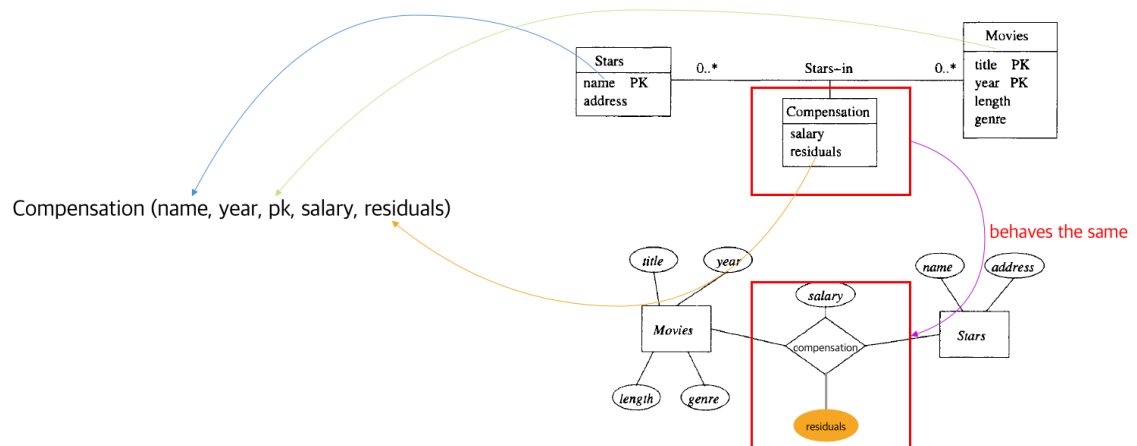 Movies
title PK
year PK
length
genre
Stars
name PK
address
0..*
Stars-in
0..*
Compensation
salary
residuals
Compensation (name, year, pk, salary, residuals)
behaves the same
title
year
salary
name
address
Movies
compensation
Stars
length
genre
residuals